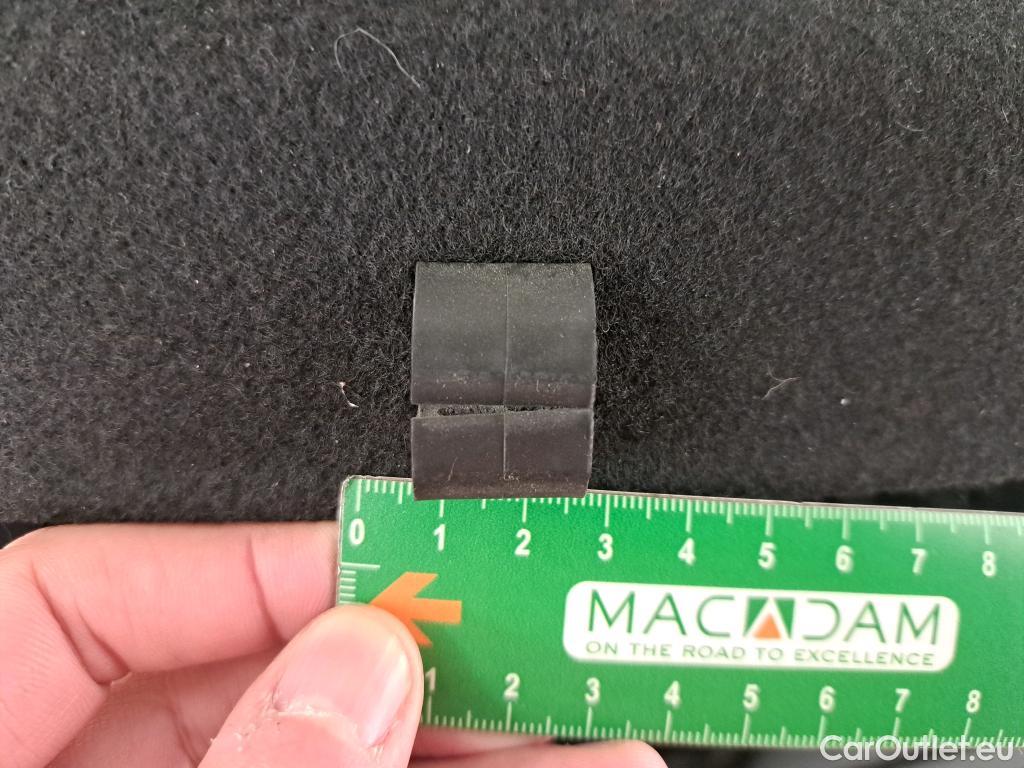 0 1 2 3 4 5 6 7 8
MACADAM
ON THE ROAD TO EXCELLENCE
1 2 3 4 5 6 7 8
CarOutlet.eu